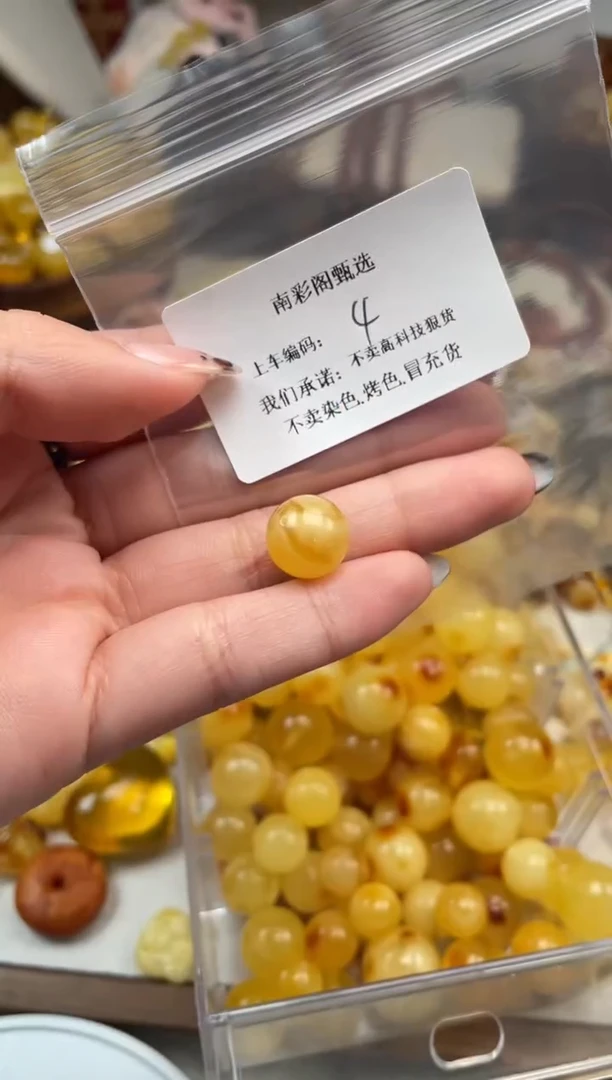 南彩阁甄选
上车编码： 4
我们承诺：不卖高科技狠货
不卖染色.烤色.冒充货